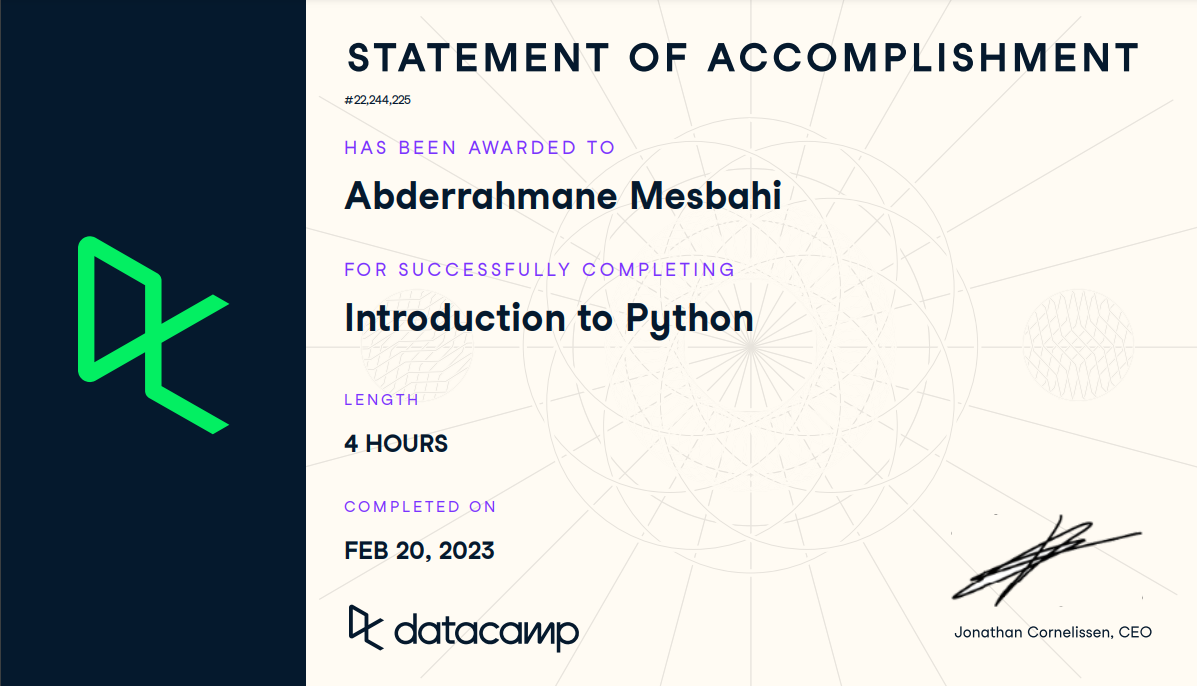 STATEMENT OF ACCOMPLISHMENT
#22,244,225
HAS BEEN AWARDED TO
Abderrahmane Mesbahi
FOR SUCCESSFULLY COMPLETING
Introduction to Python
LENGTH
4 HOURS
COMPLETED ON
FEB 20, 2023
datacamp
Jonathan Cornelissen, CEO